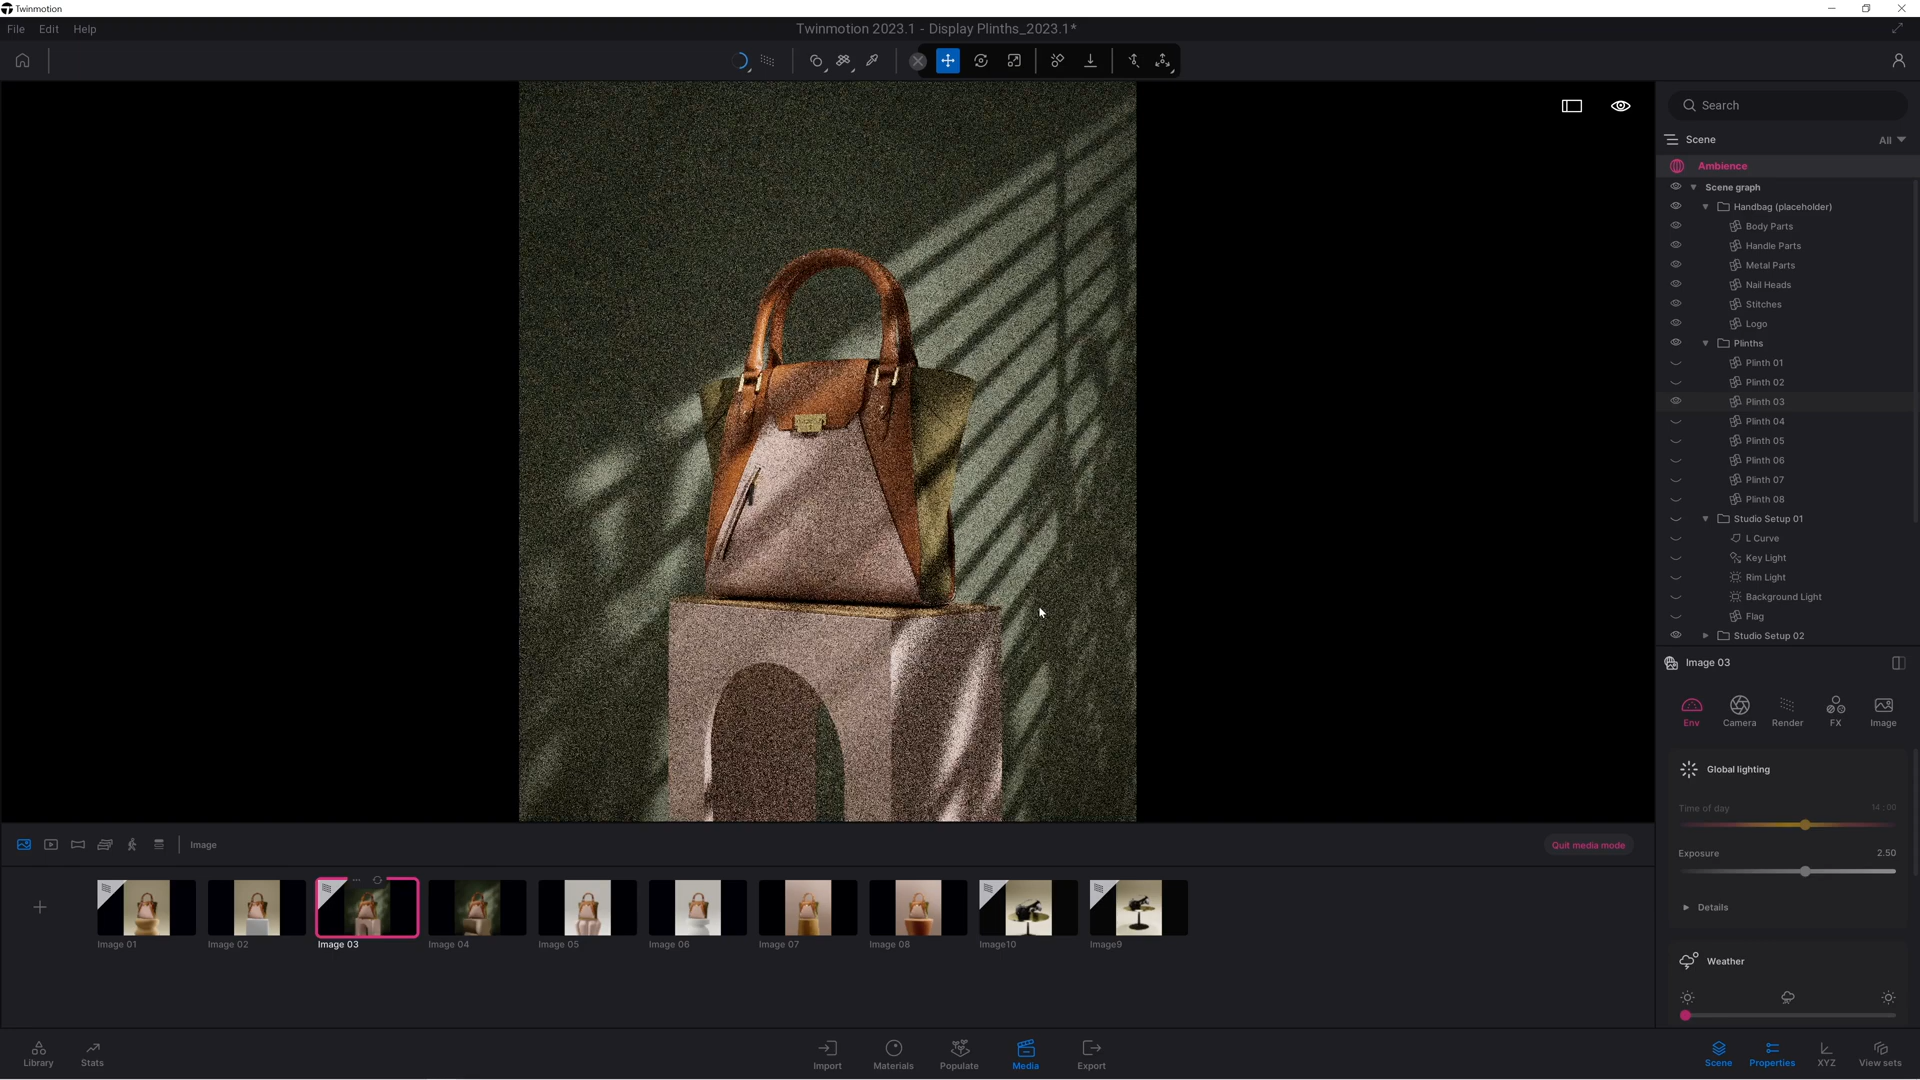 Twinmotion
File Edit Help
Twinmotion 2023.1 - Display Plinths_2023.1*
Search
Scene
All
Ambience
Scene graph
Handbag (placeholder)
Body Parts
Handle Parts
Metal Parts
Nail Heads
Stitches
Logo
Plinths
Plinth 01
Plinth 02
Plinth 03
Plinth 04
Plinth 05
Plinth 06
Plinth 07
Plinth 08
Studio Setup 01
L Curve
Key Light
Rim Light
Background Light
Flag
Studio Setup 02
Image 03
Env Camera Render FX Image
Global lighting
Time of day 14:00
Exposure 2.50
Details
Weather
Image
Quit media mode
Image 01 Image 02 Image 03 Image 04 Image 05 Image 06 Image 07 Image 08 Image10 Image9
Library Stats Import Materials Populate Media Export Scene Properties XYZ View sets